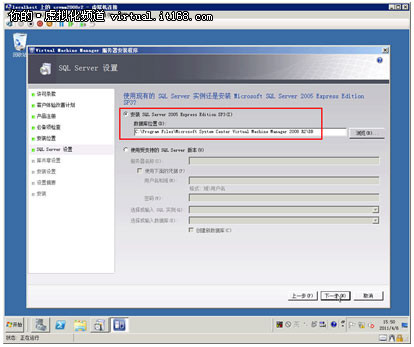 localhost 上的 scvmm2008r2 - 虚拟机连接
你的·虚拟化频道 virtual.it168.com
回收站
Virtual Machine Manager 服务器安装程序
SQL Server 设置
许可条款
客户体验改善计划
产品注册
必备项检查
安装位置
SQL Server 设置
服务器设置
安装设置
设置摘要
安装
使用现有的 SQL Server 实例还是安装 Microsoft SQL Server 2005 Express Edition SP3?
安装 SQL Server 2005 Express Edition SP3(I)
数据库位置(D):
C:\Program Files\Microsoft System Center Virtual Machine Manager 2008 R2\DB
浏览(B)...
使用受支持的 SQL Server 版本(U)
服务器名称(E):
使用下面的凭据(F)
用户名和域(M):
格式: 域\用户名
密码(W):
选择或输入 SQL 实例(Q):
选择或输入数据库(T):
创建新数据库(C)
上一步(P)
下一步(N)
取消
开始
15:50
2011/6/8
状态: 正在运行